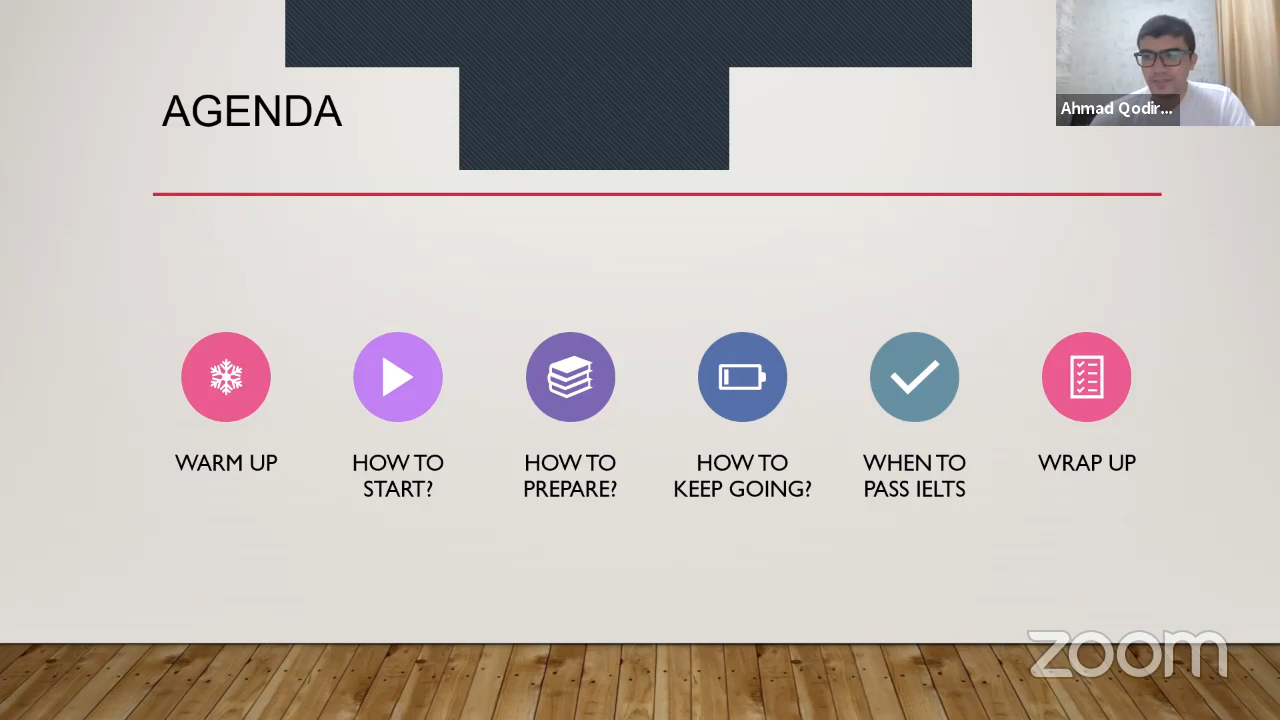 AGENDA
Ahmad Qodir...
WARM UP
HOW TO
START?
HOW TO
PREPARE?
HOW TO
KEEP GOING?
WHEN TO
PASS IELTS
WRAP UP
zoom